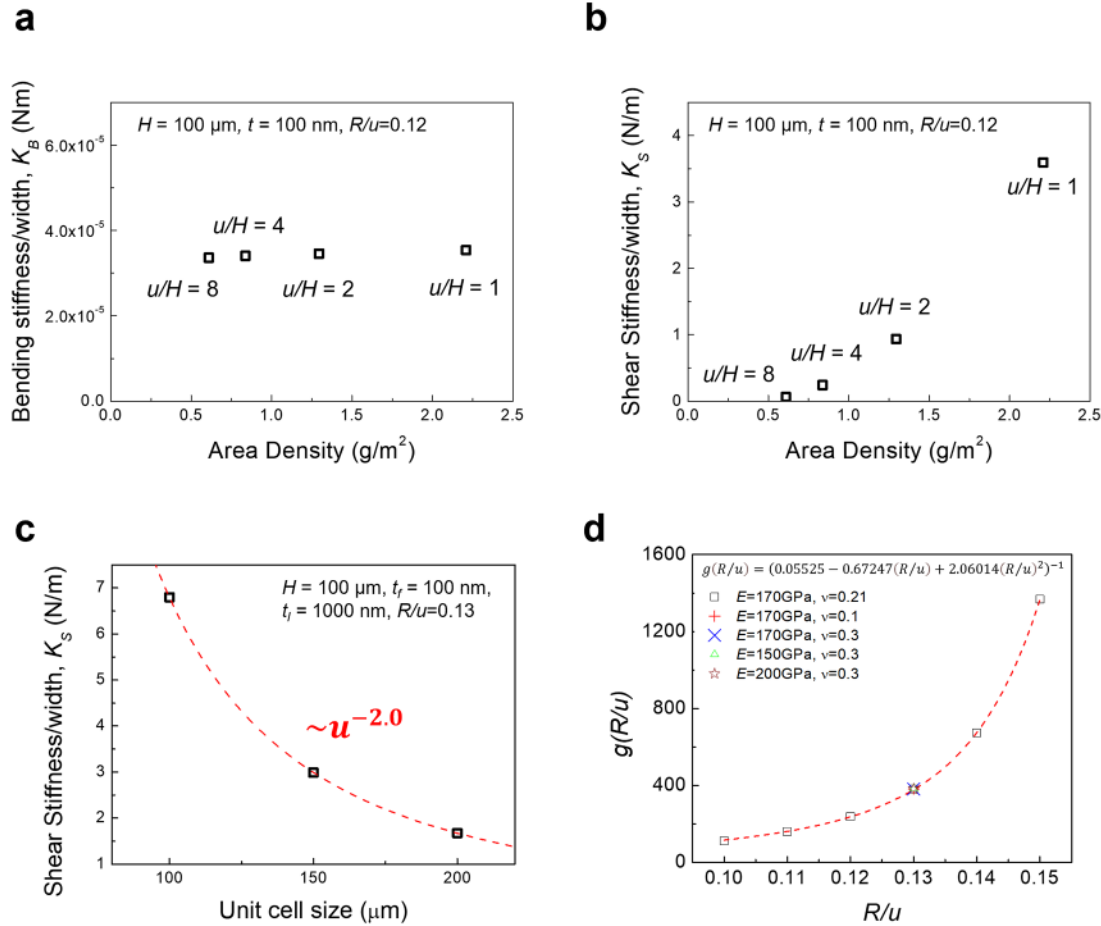 a
Bending stiffness/width, K_B (Nm)
H = 100 μm, t = 100 nm, R/u=0.12
6.0x10⁻⁵
4.0x10⁻⁵
2.0x10⁻⁵
0.0
u/H = 4
u/H = 8
u/H = 2
u/H = 1
0.0 0.5 1.0 1.5 2.0 2.5
Area Density (g/m²)
b
Shear Stiffness/width, K_S (N/m)
H = 100 μm, t = 100 nm, R/u=0.12
4
3
2
1
0
u/H = 1
u/H = 2
u/H = 4
u/H = 8
0.0 0.5 1.0 1.5 2.0 2.5
Area Density (g/m²)
c
Shear Stiffness/width, K_S (N/m)
H = 100 μm, t_f = 100 nm,
t_l = 1000 nm, R/u=0.13
7
6
5
4
3
2
1
~u⁻²·⁰
100 150 200
Unit cell size (μm)
d
g(R/u)
1600
1200
800
400
0
g(R/u) = (0.05525 − 0.67247(R/u) + 2.06014(R/u)²)⁻¹
E=170GPa, ν=0.21
E=170GPa, ν=0.1
E=170GPa, ν=0.3
E=150GPa, ν=0.3
E=200GPa, ν=0.3
0.10 0.11 0.12 0.13 0.14 0.15
R/u